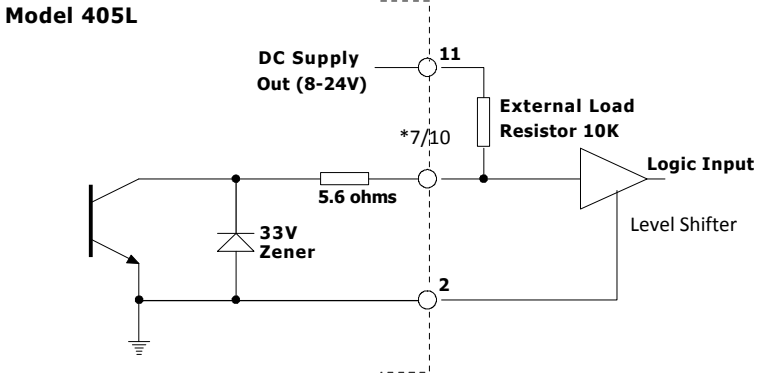 Model 405L
DC Supply
Out (8-24V)
11
External Load
Resistor 10K
*7/10
Logic Input
5.6 ohms
Level Shifter
33V
Zener
2